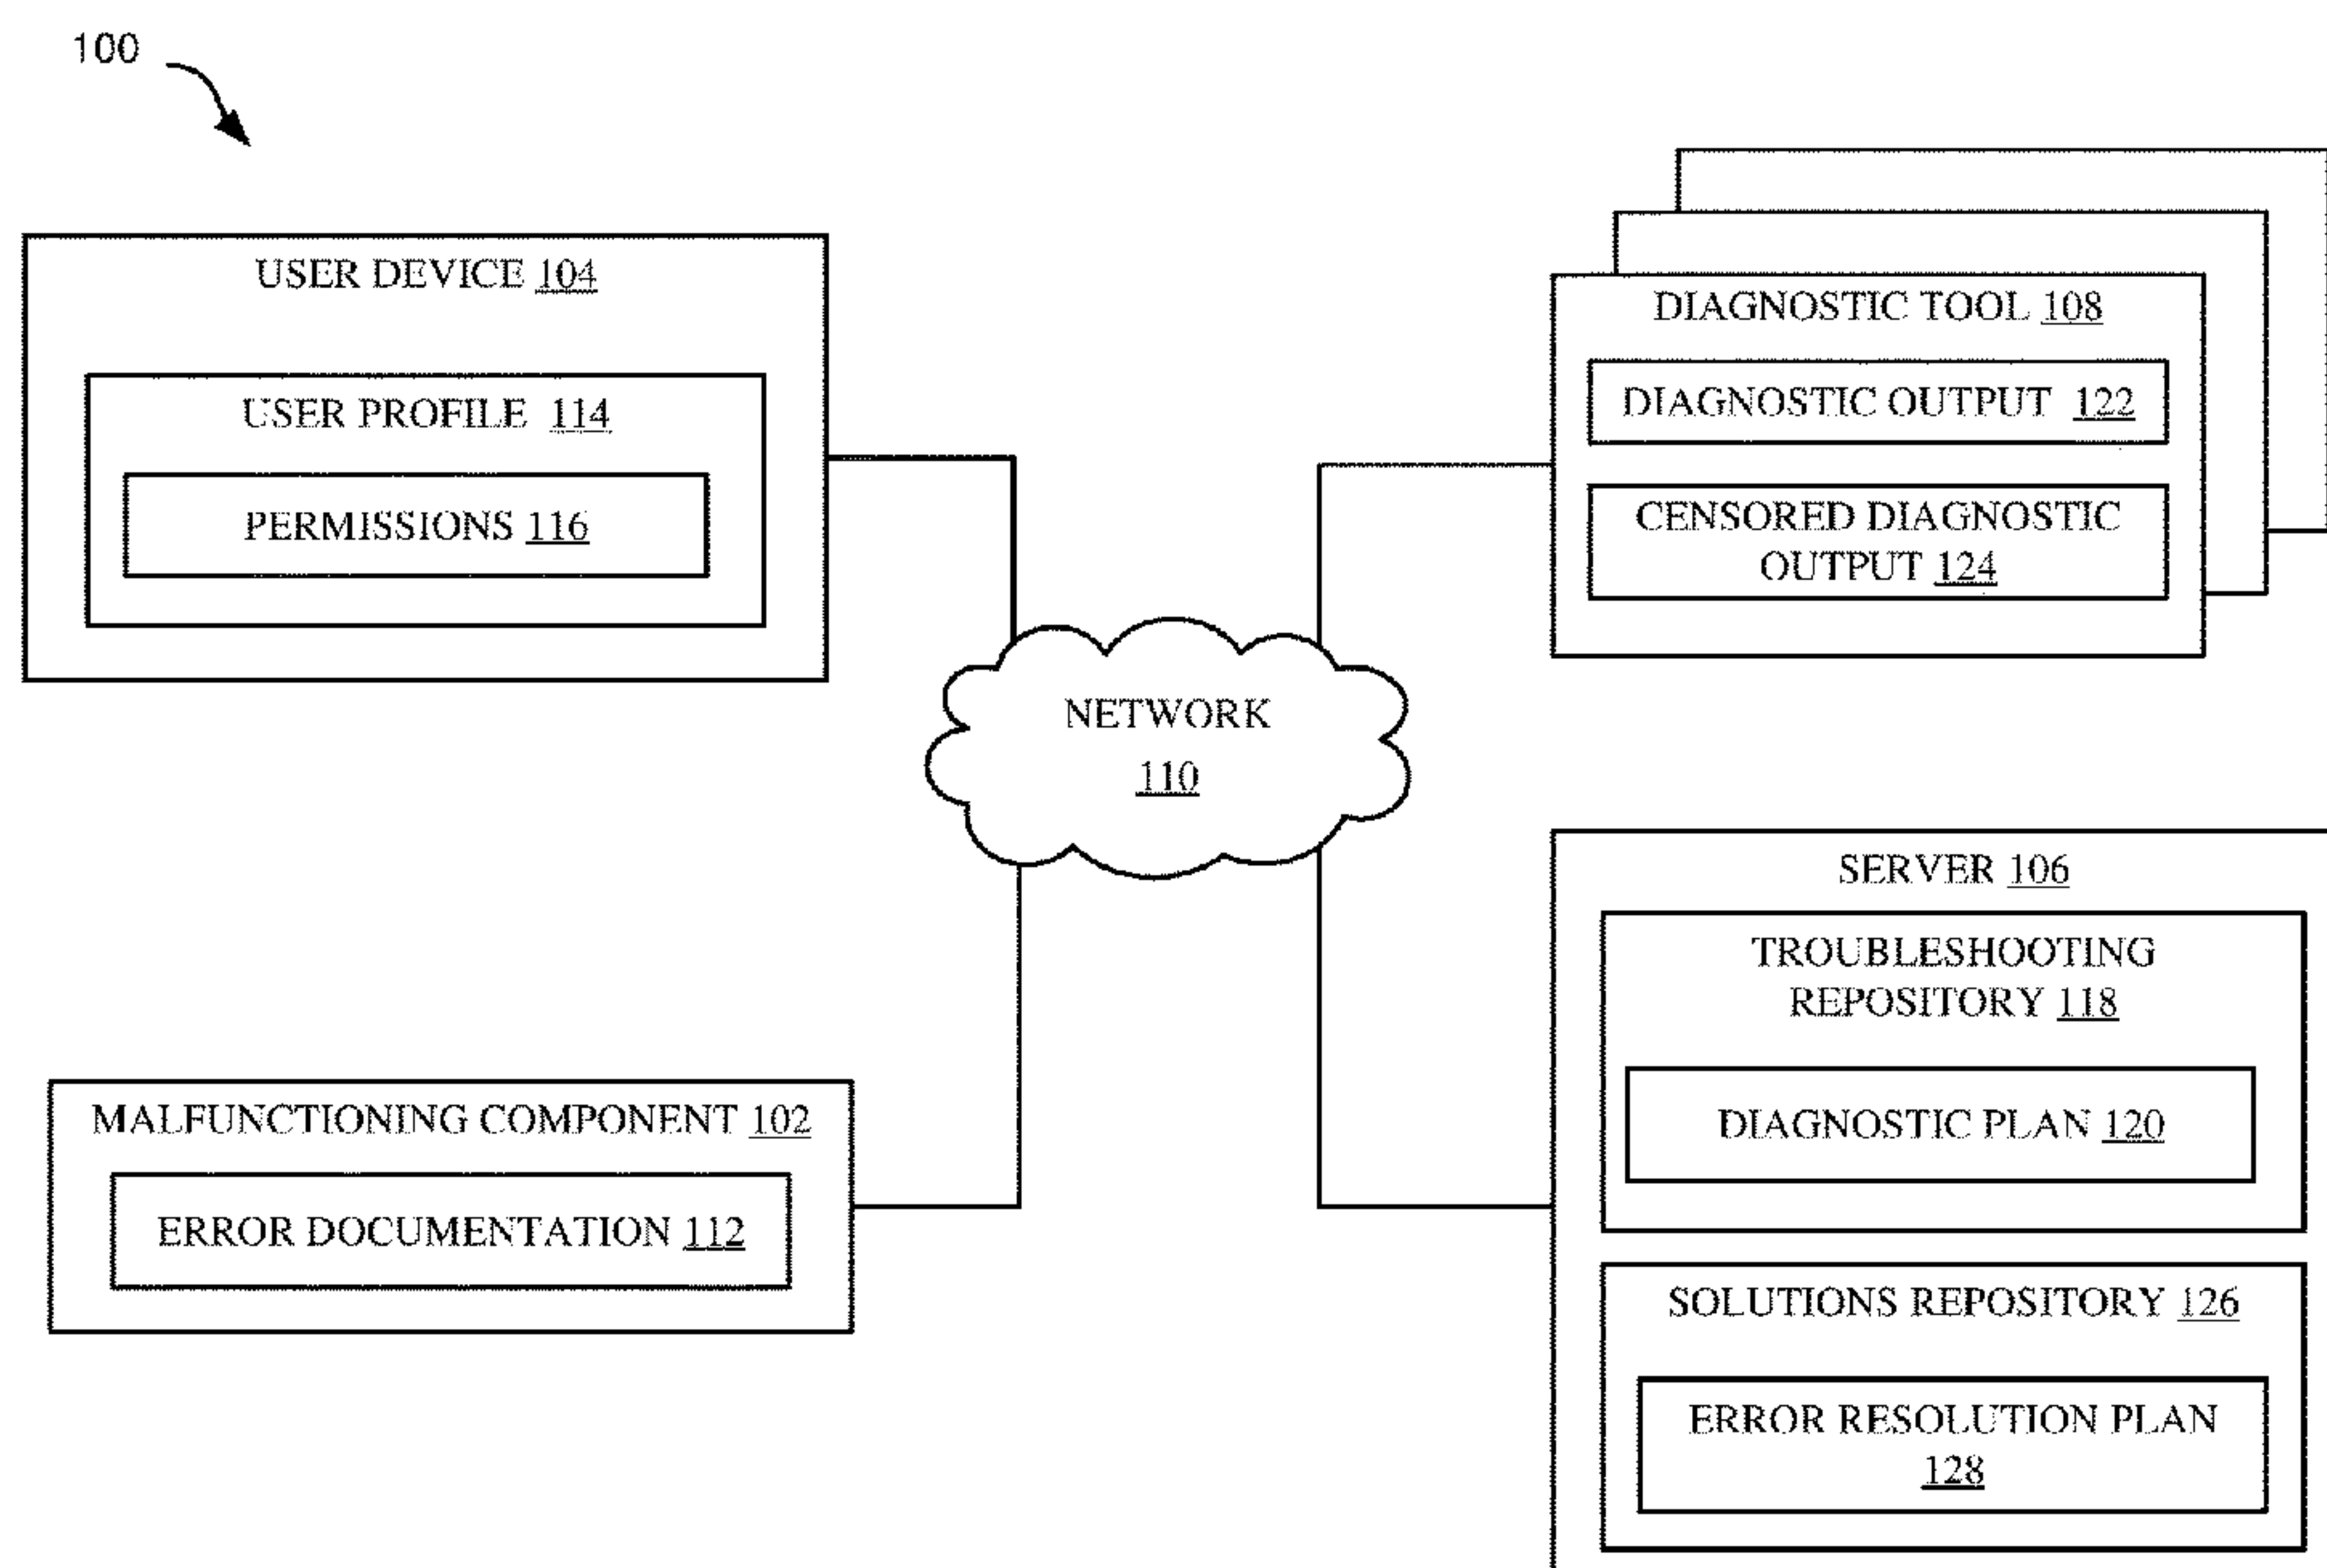 100
USER DEVICE 104
USER PROFILE 114
PERMISSIONS 116
DIAGNOSTIC TOOL 108
DIAGNOSTIC OUTPUT 122
CENSORED DIAGNOSTIC
OUTPUT 124
NETWORK
110
MALFUNCTIONING COMPONENT 102
ERROR DOCUMENTATION 112
SERVER 106
TROUBLESHOOTING
REPOSITORY 118
DIAGNOSTIC PLAN 120
SOLUTIONS REPOSITORY 126
ERROR RESOLUTION PLAN
128